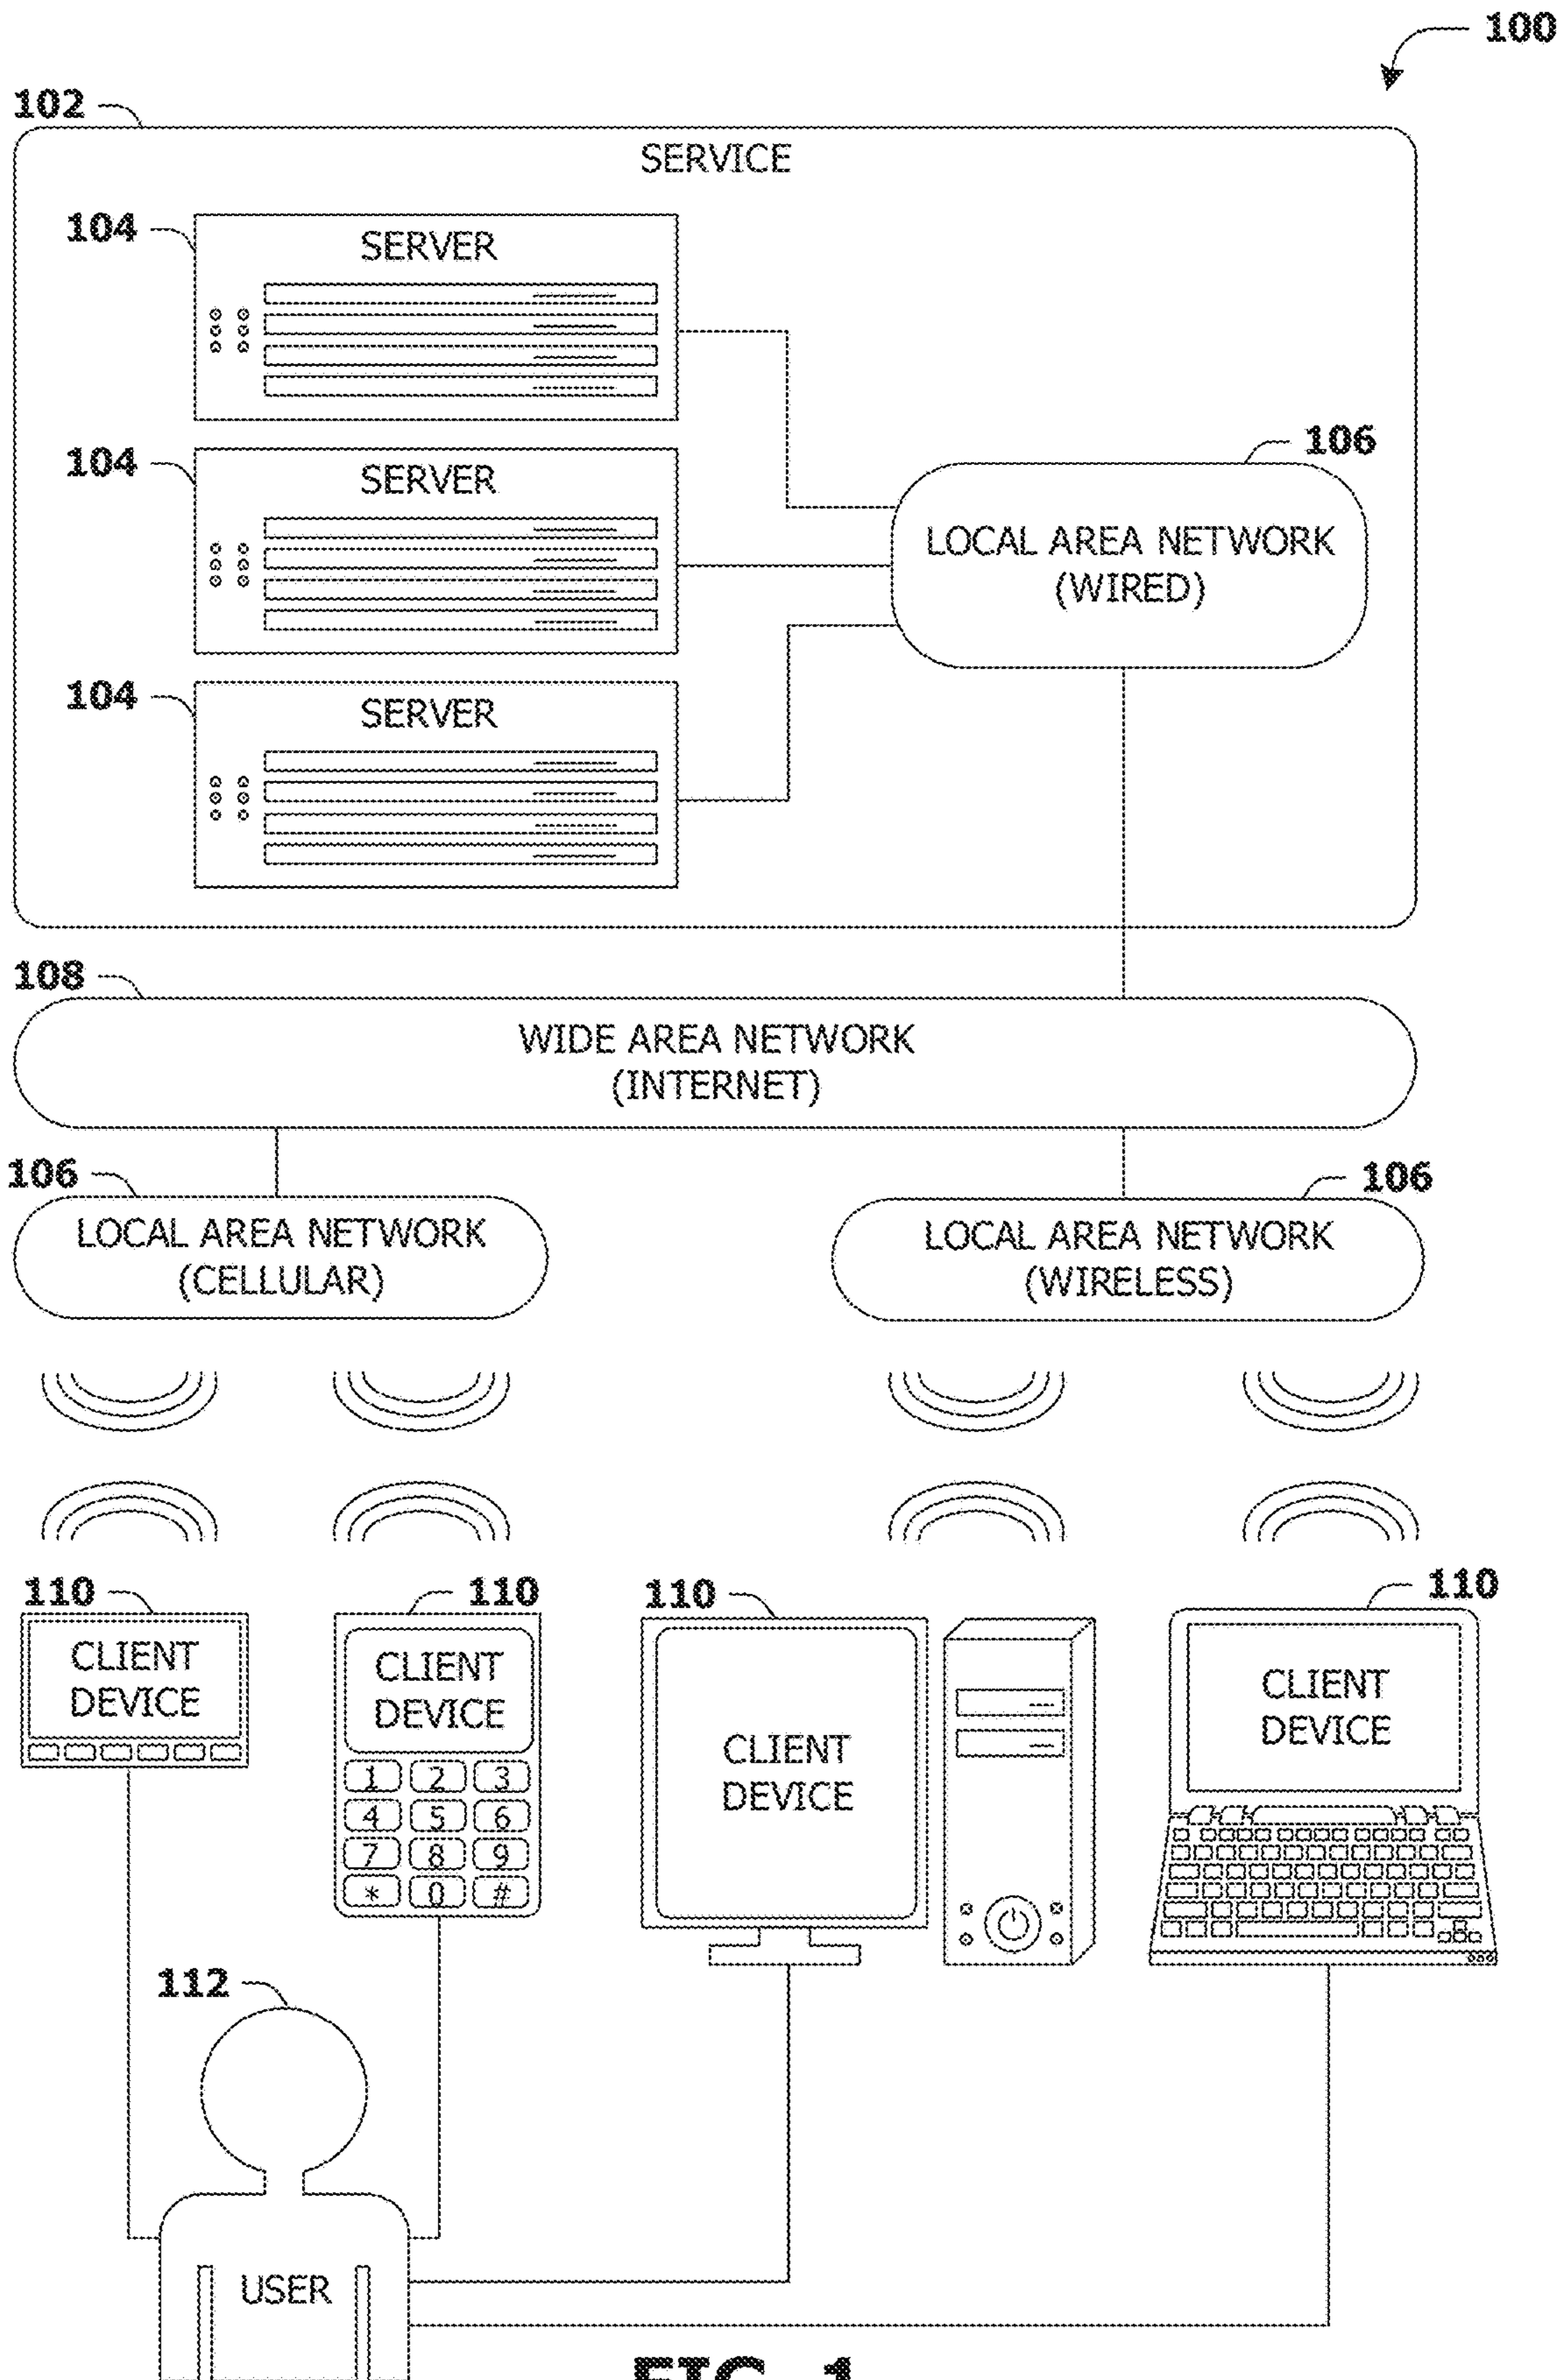 100
102
SERVICE
104
SERVER
104
SERVER
106
LOCAL AREA NETWORK
(WIRED)
104
SERVER
108
WIDE AREA NETWORK
(INTERNET)
106
LOCAL AREA NETWORK
(CELLULAR)
106
LOCAL AREA NETWORK
(WIRELESS)
110
CLIENT
DEVICE
110
CLIENT
DEVICE
1 2 3
4 5 6
7 8 9
* 0 #
110
CLIENT
DEVICE
110
CLIENT
DEVICE
112
USER
FIG. 1